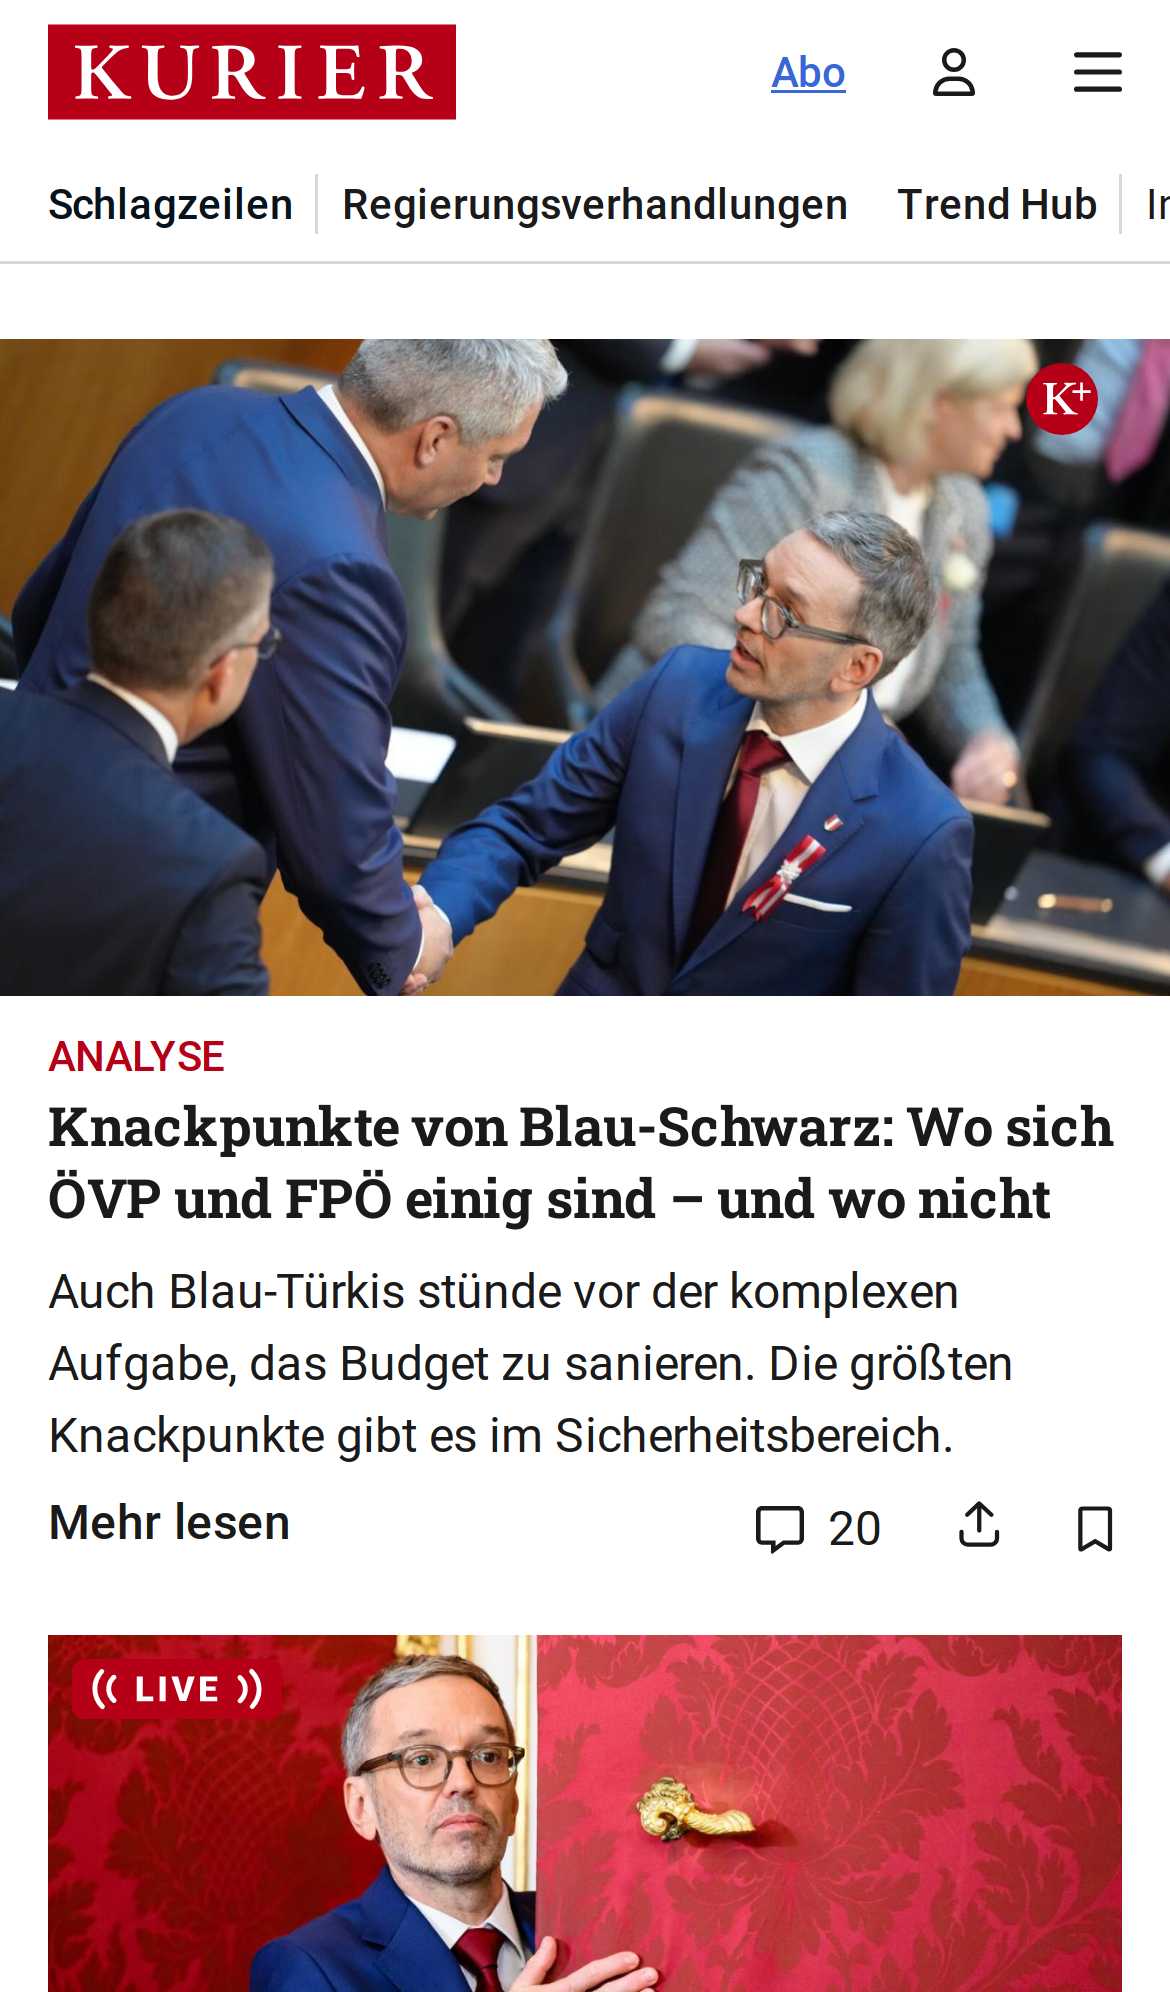 KURIER
Abo
Schlagzeilen
Regierungsverhandlungen
Trend Hub
K+
ANALYSE
Knackpunkte von Blau-Schwarz: Wo sich
ÖVP und FPÖ einig sind – und wo nicht
Auch Blau-Türkis stünde vor der komplexen
Aufgabe, das Budget zu sanieren. Die größten
Knackpunkte gibt es im Sicherheitsbereich.
Mehr lesen
20
LIVE